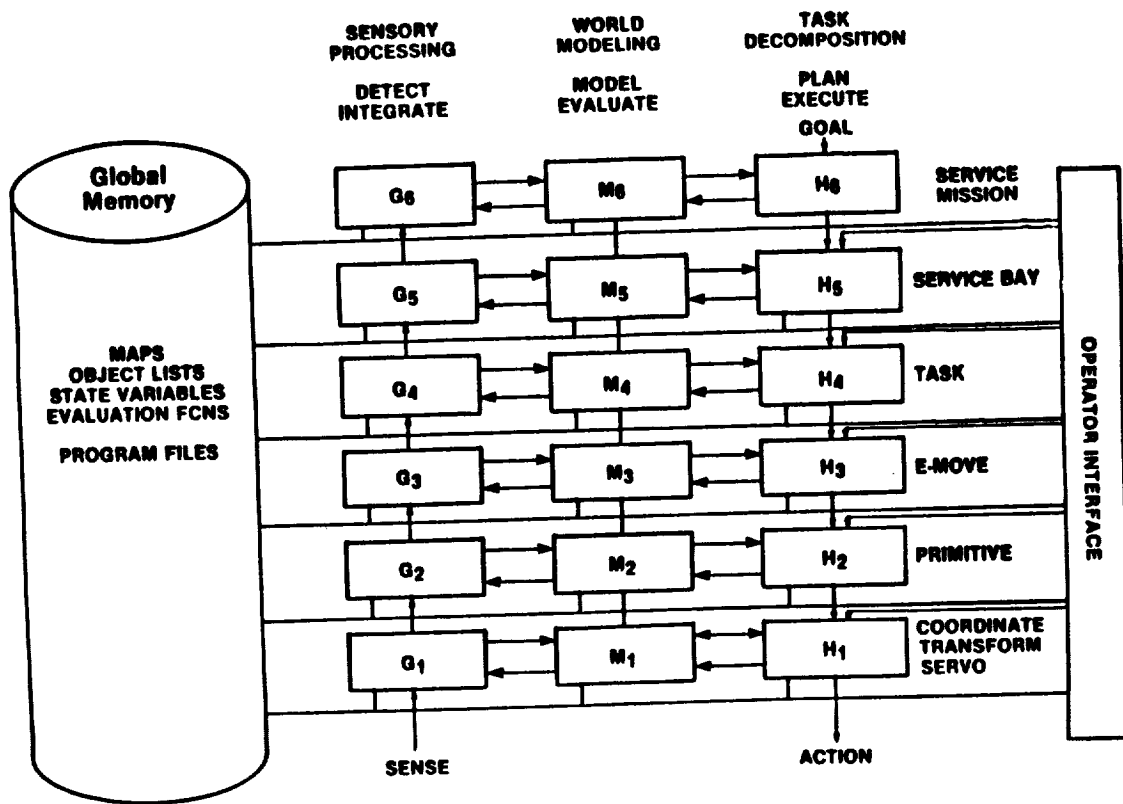 SENSORY
PROCESSING
WORLD
MODELING
TASK
DECOMPOSITION
DETECT
INTEGRATE
MODEL
EVALUATE
PLAN
EXECUTE
GOAL
Global
Memory
MAPS
OBJECT LISTS
STATE VARIABLES
EVALUATION FCNS
PROGRAM FILES
G6
M6
H6
SERVICE
MISSION
G5
M5
H5
SERVICE BAY
G4
M4
H4
TASK
G3
M3
H3
E-MOVE
G2
M2
H2
PRIMITIVE
G1
M1
H1
COORDINATE
TRANSFORM
SERVO
SENSE
ACTION
OPERATOR INTERFACE